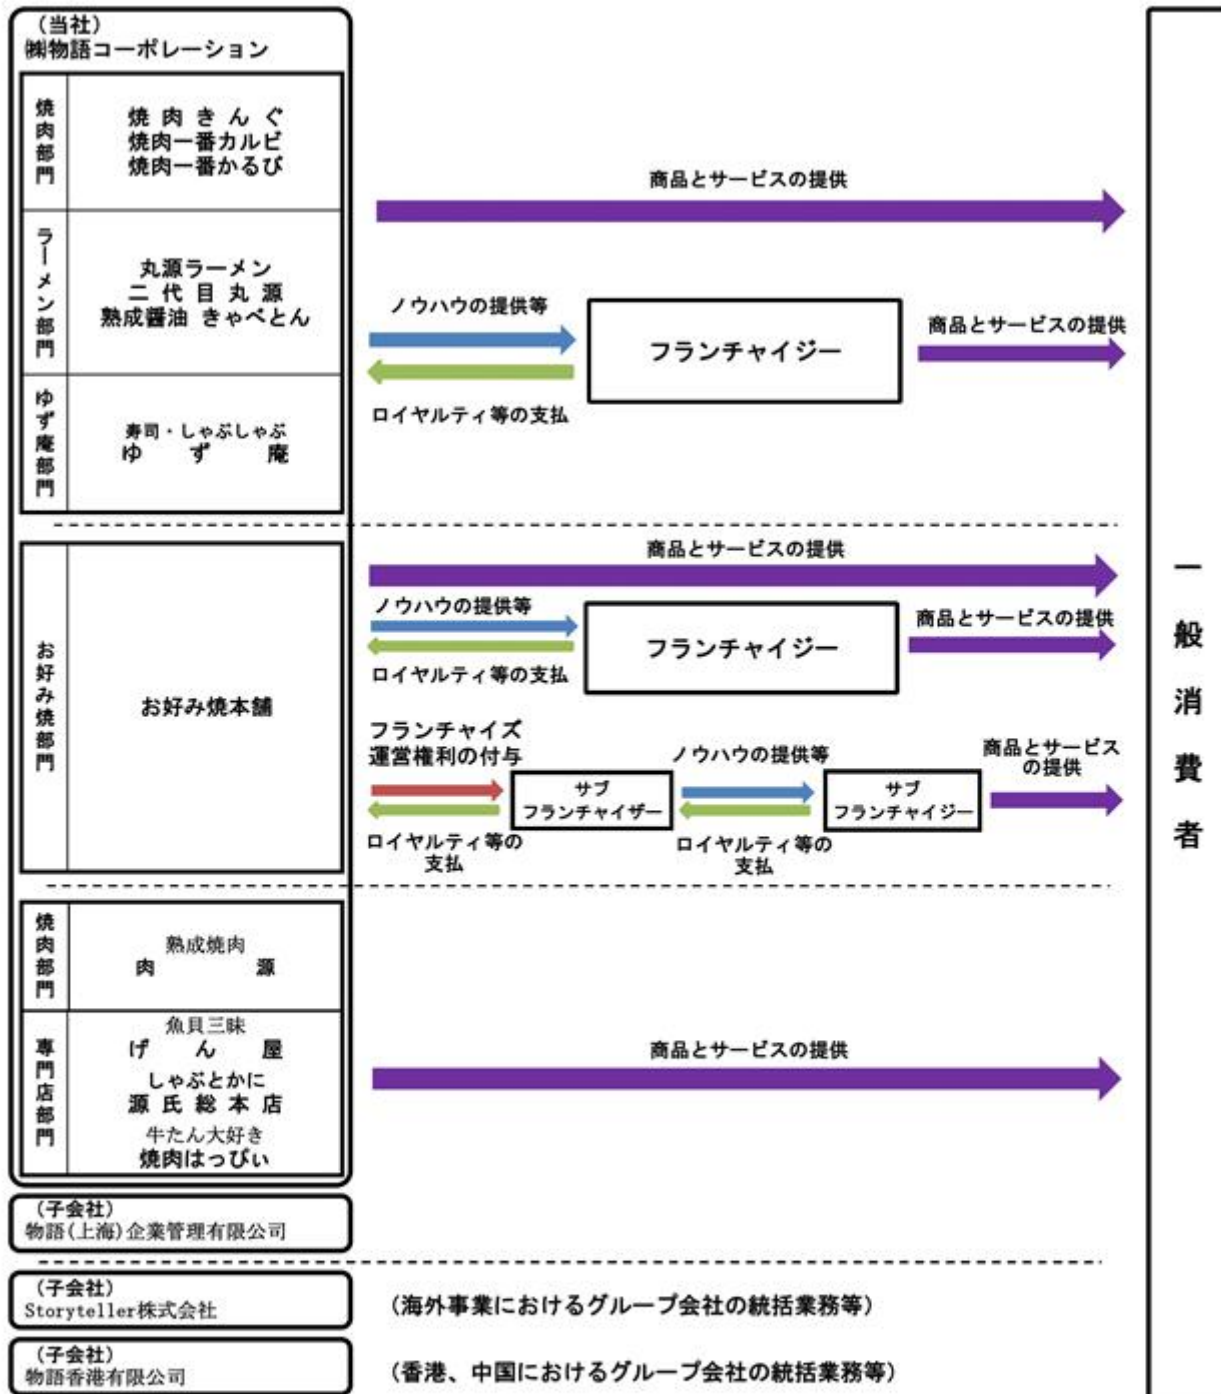 （当社）
㈱物語コーポレーション
焼肉部門
焼肉きんぐ
焼肉一番カルビ
焼肉一番かるび
商品とサービスの提供
ラーメン部門
丸源ラーメン
二代目丸源
熟成醤油 きゃべとん
ノウハウの提供等
フランチャイジー
商品とサービスの提供
ロイヤルティ等の支払
ゆず庵部門
寿司・しゃぶしゃぶ
ゆず庵
お好み焼部門
お好み焼本舗
商品とサービスの提供
ノウハウの提供等
フランチャイジー
商品とサービスの提供
ロイヤルティ等の支払
フランチャイズ
運営権利の付与
サブ
フランチャイザー
ロイヤルティ等の
支払
ノウハウの提供等
サブ
フランチャイジー
ロイヤルティ等の
支払
商品とサービス
の提供
焼肉部門
熟成焼肉
肉源
専門店部門
魚貝三昧
げん屋
しゃぶとかに
源氏総本店
牛たん大好き
焼肉はっぴぃ
商品とサービスの提供
（子会社）
物語(上海)企業管理有限公司
（子会社）
Storyteller株式会社
（海外事業におけるグループ会社の統括業務等）
（子会社）
物語香港有限公司
（香港、中国におけるグループ会社の統括業務等）
一般消費者